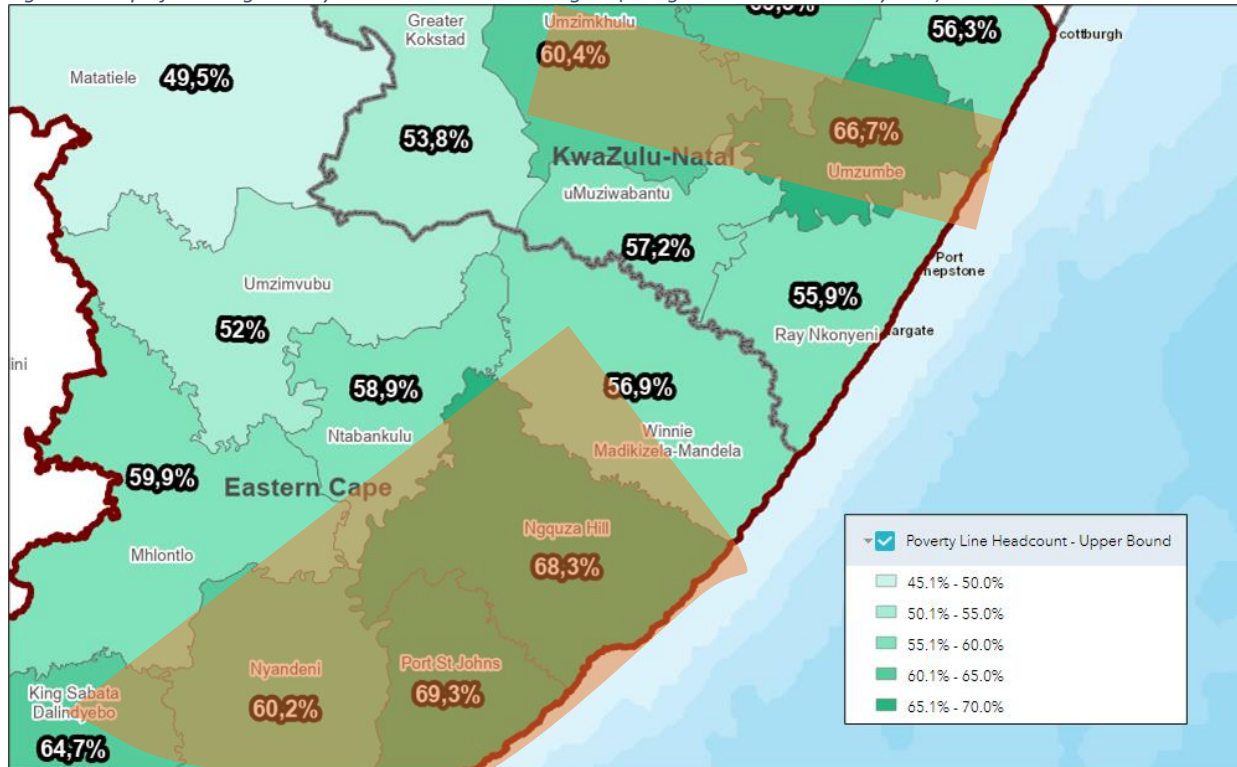 Greater
Kokstad
Umzimkhulu
60,4%
56,3%
cottburgh
Matatiele
49,5%
53,8%
66,7%
KwaZulu-Natal
Umzumbe
uMuziwabantu
57,2%
Port
hepstone
Umzimvubu
55,9%
Ray Nkonyeni
argate
52%
ini
58,9%
56,9%
Ntabankulu
Winnie
Madikizela-Mandela
59,9%
Eastern Cape
Mhlontlo
Ngquza Hill
68,3%
Poverty Line Headcount - Upper Bound
45.1% - 50.0%
50.1% - 55.0%
55.1% - 60.0%
60.1% - 65.0%
65.1% - 70.0%
Nyandeni
60,2%
Port St Johns
69,3%
King Sabata
Dalindyebo
64,7%